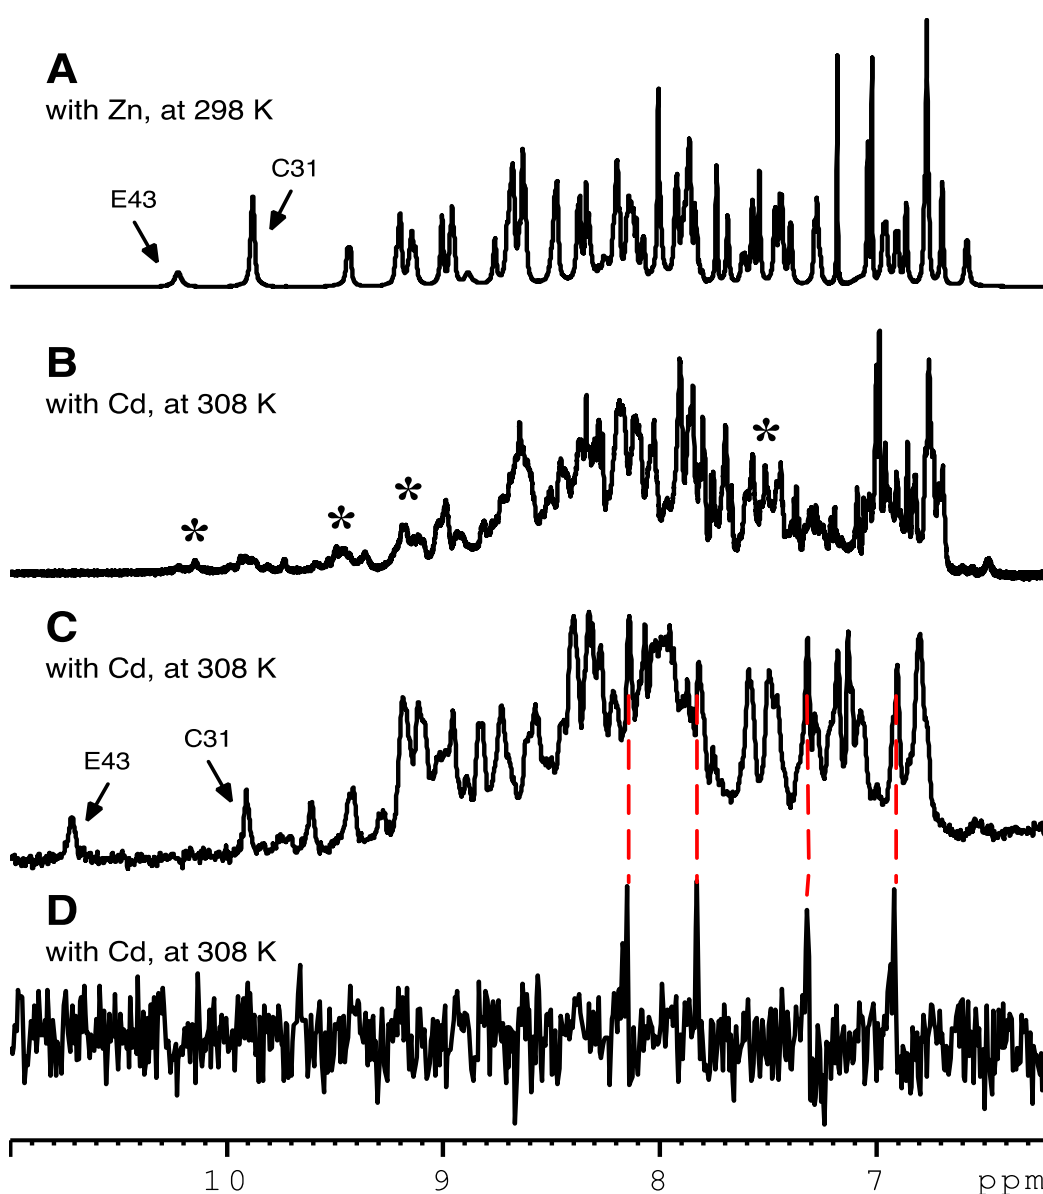 A
with Zn, at 298 K
C31
E43
B
with Cd, at 308 K
*
*
*
*
C
with Cd, at 308 K
C31
E43
D
with Cd, at 308 K
10 9 8 7 ppm